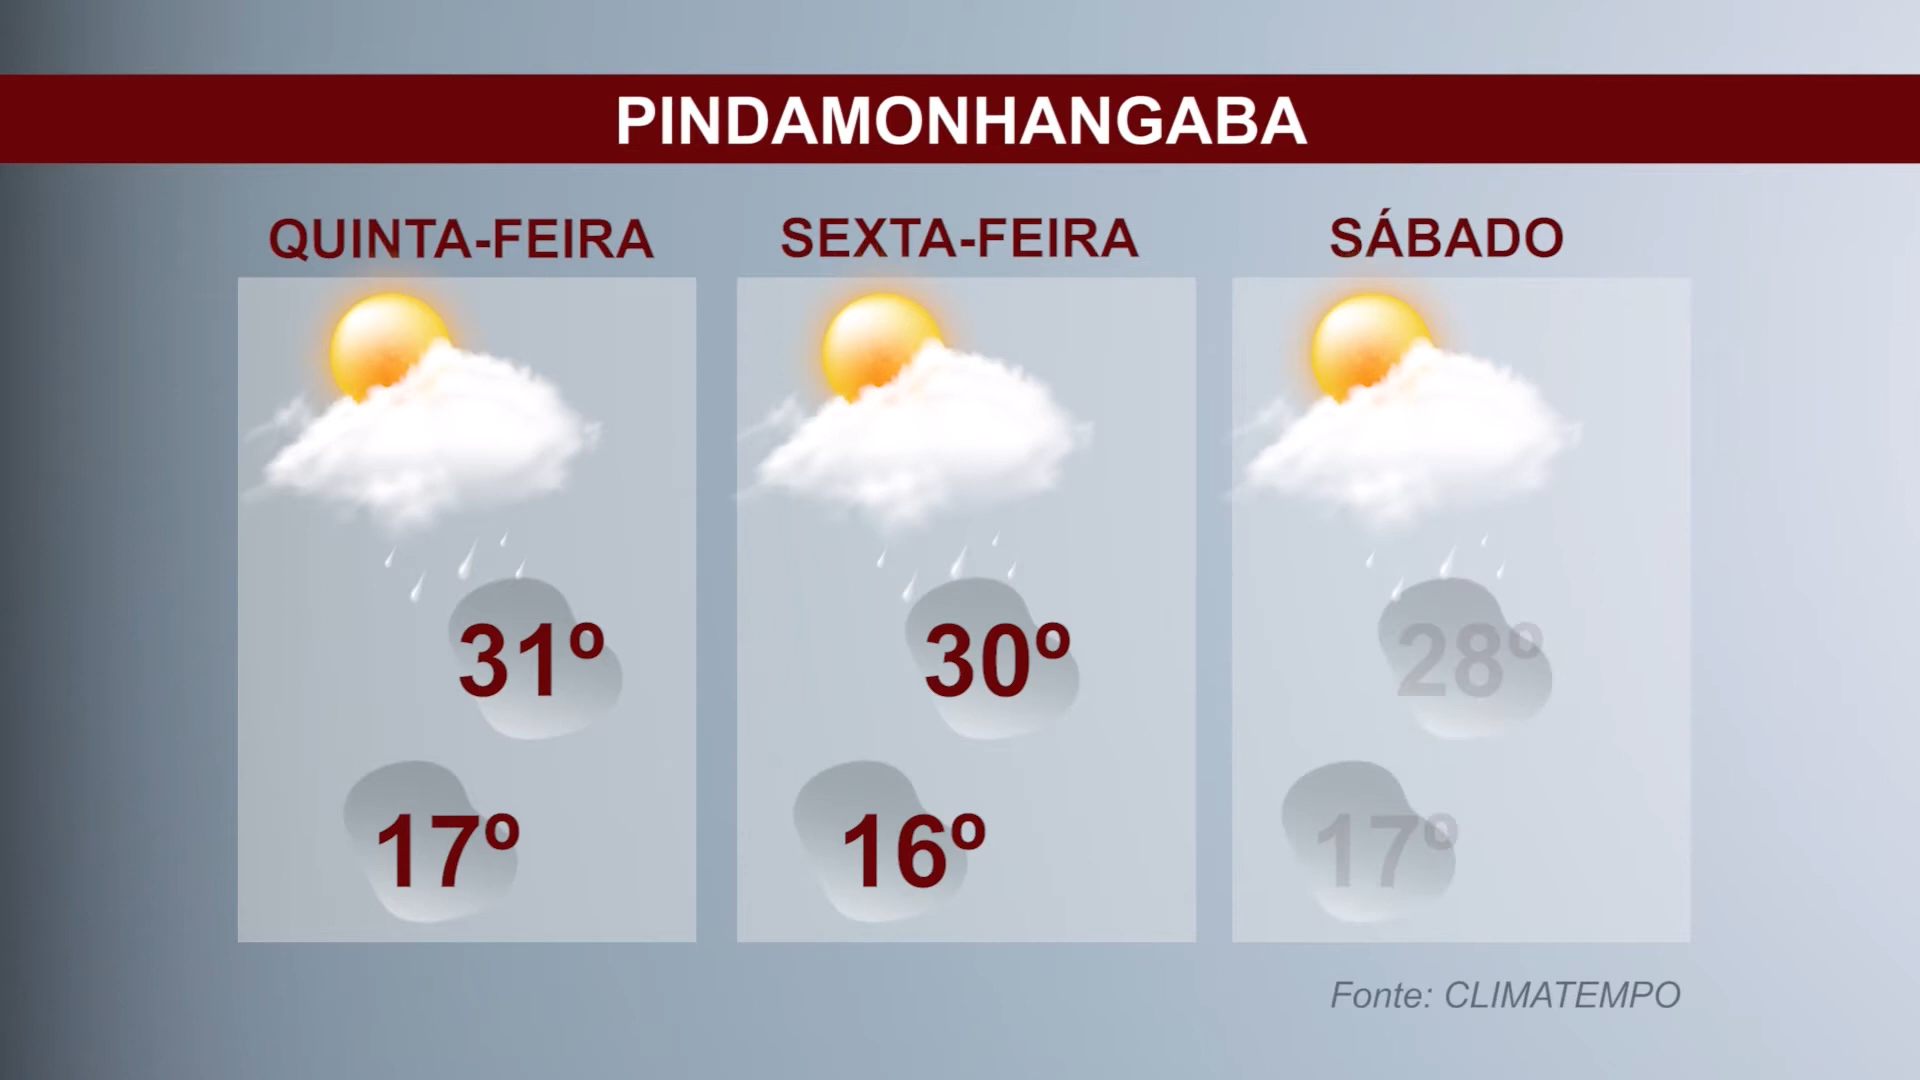 PINDAMONHANGABA
QUINTA-FEIRA
SEXTA-FEIRA
SÁBADO
31º
30º
28º
17º
16º
17º
Fonte: CLIMATEMPO